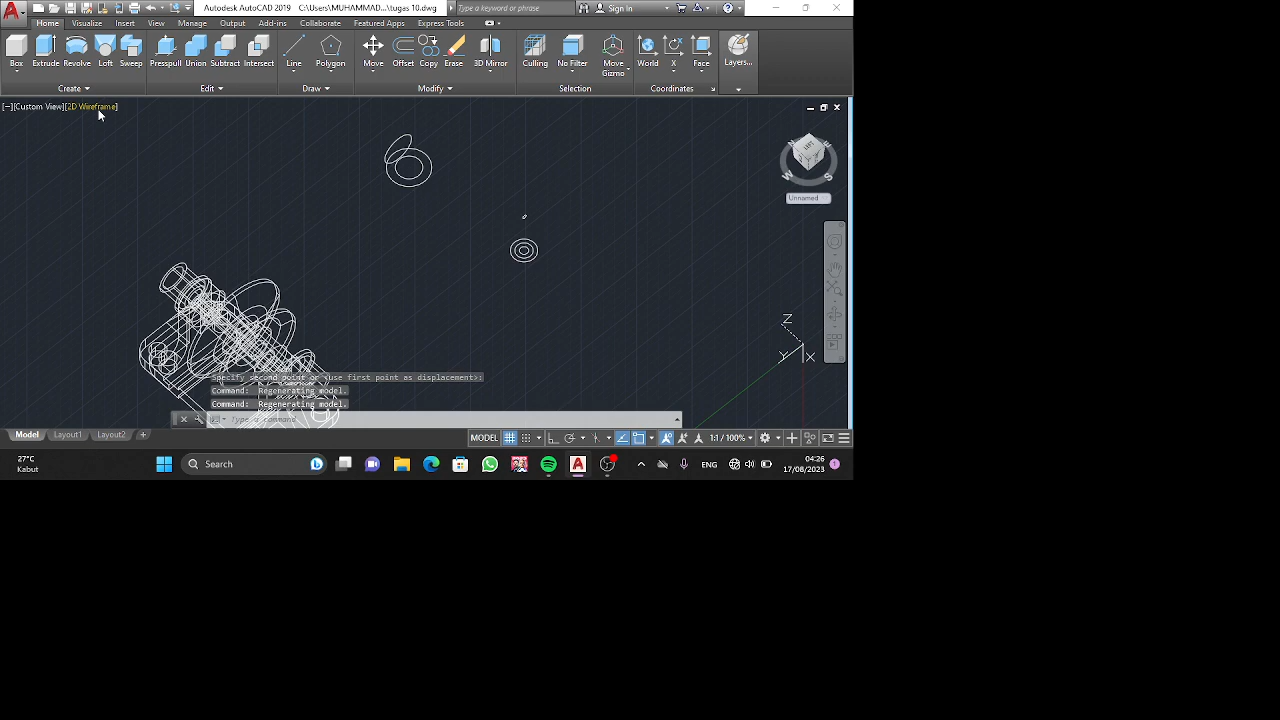 Autodesk AutoCAD 2019 C:\Users\MUHAMMAD...\tugas 10.dwg Type a keyword or phrase Sign In
Home Visualize Insert View Manage Output Add-ins Collaborate Featured Apps Express Tools
Box Extrude Revolve Loft Sweep Presspull Union Subtract Intersect Line Polygon Move Offset Copy Erase 3D Mirror Culling No Filter Move Gizmo World X Face Layers...
Create Edit Draw Modify Selection Coordinates
[−][Custom View][2D Wireframe]
LEFT
N E
W S
Unnamed
Z
Y X
Specify second point or <use first point as displacement>:
Command: Regenerating model.
Command: Regenerating model.
Type a command
Model Layout1 Layout2 + MODEL 1:1 / 100%
27°C
Kabut
Search
ENG
04:26
17/08/2023
1